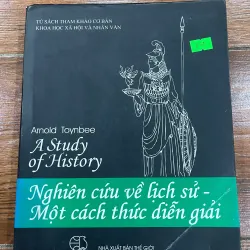 TỦ SÁCH THAM KHẢO CƠ BẢN
KHOA HỌC XÃ HỘI VÀ NHÂN VĂN
Arnold Toynbee
A Study
of History
Nghiên cứu về lịch sử -
Một cách thức diễn giải
NHÀ XUẤT BẢN THẾ GIỚI